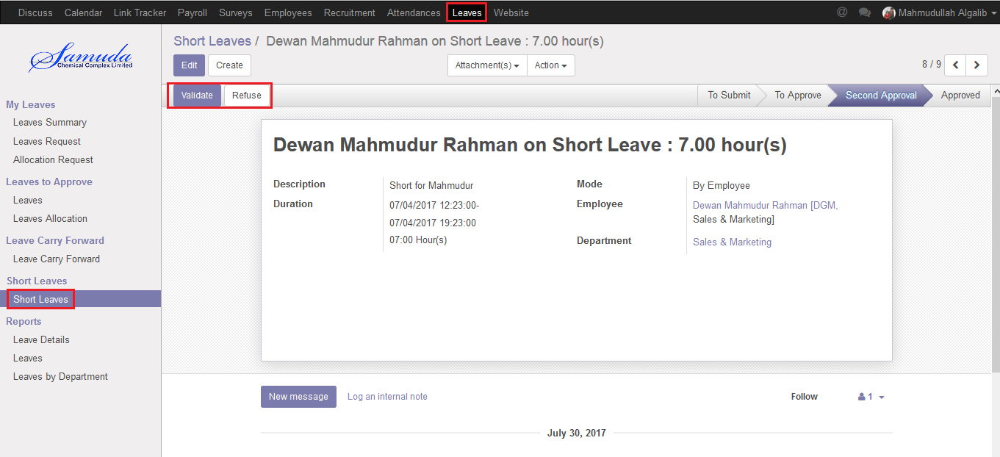 Discuss Calendar Link Tracker Payroll Surveys Employees Recruitment Attendances Leaves Website @ Mahmudullah Algalib
Samuda
Chemical Complex Limited
My Leaves
Leaves Summary
Leaves Request
Allocation Request
Leaves to Approve
Leaves
Leaves Allocation
Leave Carry Forward
Leave Carry Forward
Short Leaves
Short Leaves
Reports
Leave Details
Leaves
Leaves by Department
Short Leaves / Dewan Mahmudur Rahman on Short Leave : 7.00 hour(s)
Edit Create Attachment(s) Action 8 / 9
Validate Refuse To Submit To Approve Second Approval Approved
Dewan Mahmudur Rahman on Short Leave : 7.00 hour(s)
Description Short for Mahmudur
Duration 07/04/2017 12:23:00-
07/04/2017 19:23:00
07:00 Hour(s)
Mode By Employee
Employee Dewan Mahmudur Rahman [DGM,
Sales & Marketing]
Department Sales & Marketing
New message Log an internal note Follow 1
July 30, 2017